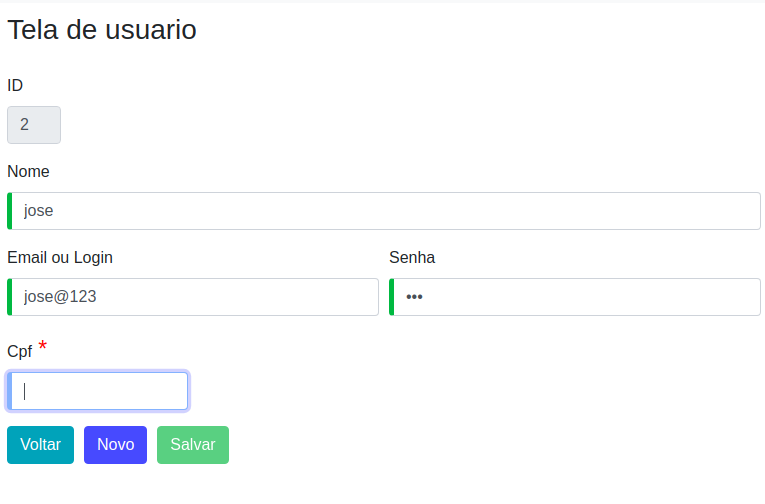 Tela de usuario
ID
2
Nome
jose
Email ou Login
Senha
jose@123
•••
Cpf *
Voltar
Novo
Salvar